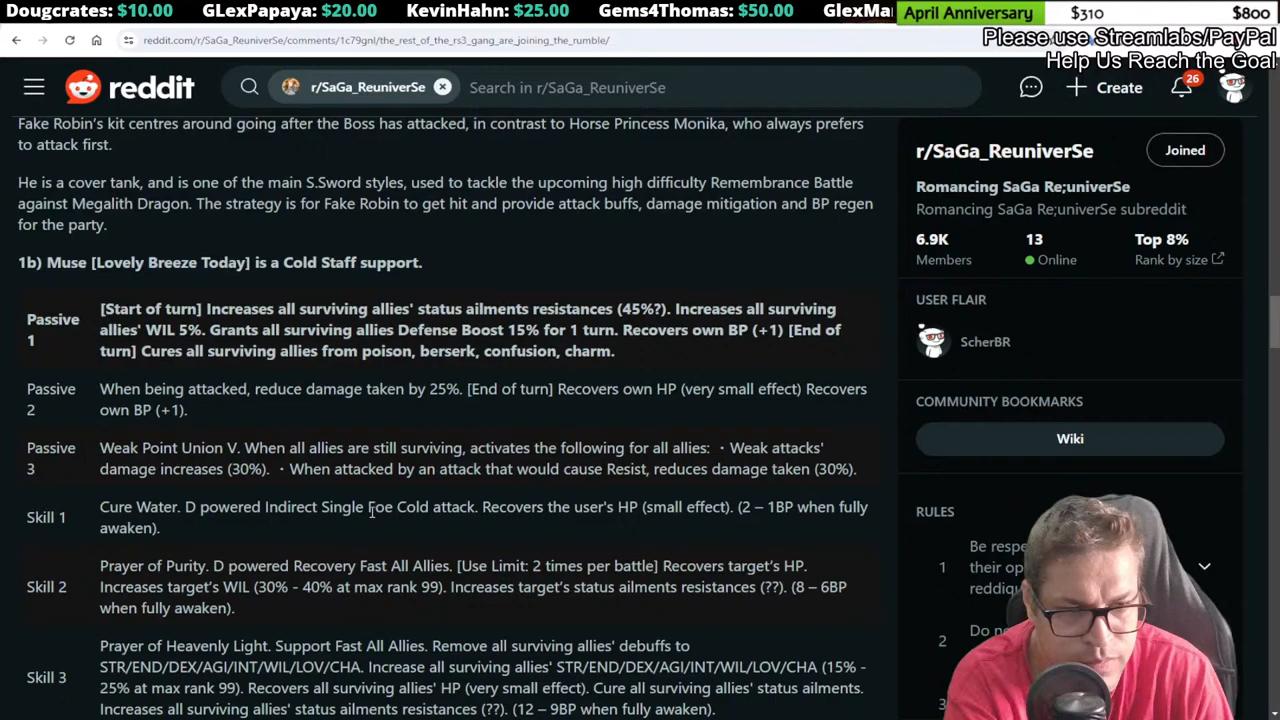 Dougcrates: $10.00 GLexPapaya: $20.00 KevinHahn: $25.00 Gems4Thomas: $50.00 GlexMa
April Anniversary $310 $800
Please use Streamlabs/PayPal
Help Us Reach the Goal
reddit.com/r/SaGa_ReuniverSe/comments/1c79gnl/the_rest_of_the_rs3_gang_are_joining_the_rumble/
reddit r/SaGa_ReuniverSe Search in r/SaGa_ReuniverSe Create 26
Fake Robin's kit centres around going after the Boss has attacked, in contrast to Horse Princess Monika, who always prefers
to attack first.
He is a cover tank, and is one of the main S.Sword styles, used to tackle the upcoming high difficulty Remembrance Battle
against Megalith Dragon. The strategy is for Fake Robin to get hit and provide attack buffs, damage mitigation and BP regen
for the party.
1b) Muse [Lovely Breeze Today] is a Cold Staff support.
Passive
1
[Start of turn] Increases all surviving allies' status ailments resistances (45%?). Increases all surviving
allies' WIL 5%. Grants all surviving allies Defense Boost 15% for 1 turn. Recovers own BP (+1) [End of
turn] Cures all surviving allies from poison, berserk, confusion, charm.
Passive
2
When being attacked, reduce damage taken by 25%. [End of turn] Recovers own HP (very small effect) Recovers
own BP (+1).
Passive
3
Weak Point Union V. When all allies are still surviving, activates the following for all allies: ・Weak attacks'
damage increases (30%). ・When attacked by an attack that would cause Resist, reduces damage taken (30%).
Skill 1
Cure Water. D powered Indirect Single Foe Cold attack. Recovers the user's HP (small effect). (2 – 1BP when fully
awaken).
Skill 2
Prayer of Purity. D powered Recovery Fast All Allies. [Use Limit: 2 times per battle] Recovers target's HP.
Increases target's WIL (30% - 40% at max rank 99). Increases target's status ailments resistances (??). (8 – 6BP
when fully awaken).
Skill 3
Prayer of Heavenly Light. Support Fast All Allies. Remove all surviving allies' debuffs to
STR/END/DEX/AGI/INT/WIL/LOV/CHA. Increase all surviving allies' STR/END/DEX/AGI/INT/WIL/LOV/CHA (15% -
25% at max rank 99). Recovers all surviving allies' HP (very small effect). Cure all surviving allies' status ailments.
Increases all surviving allies' status ailments resistances (??). (12 – 9BP when fully awaken).
r/SaGa_ReuniverSe Joined
Romancing SaGa Re;univerSe
Romancing SaGa Re;univerSe subreddit
6.9K 13 Top 8%
Members Online Rank by size
USER FLAIR
ScherBR
COMMUNITY BOOKMARKS
Wiki
RULES
1 Be respe
their op
rediqu
2 Do no
3